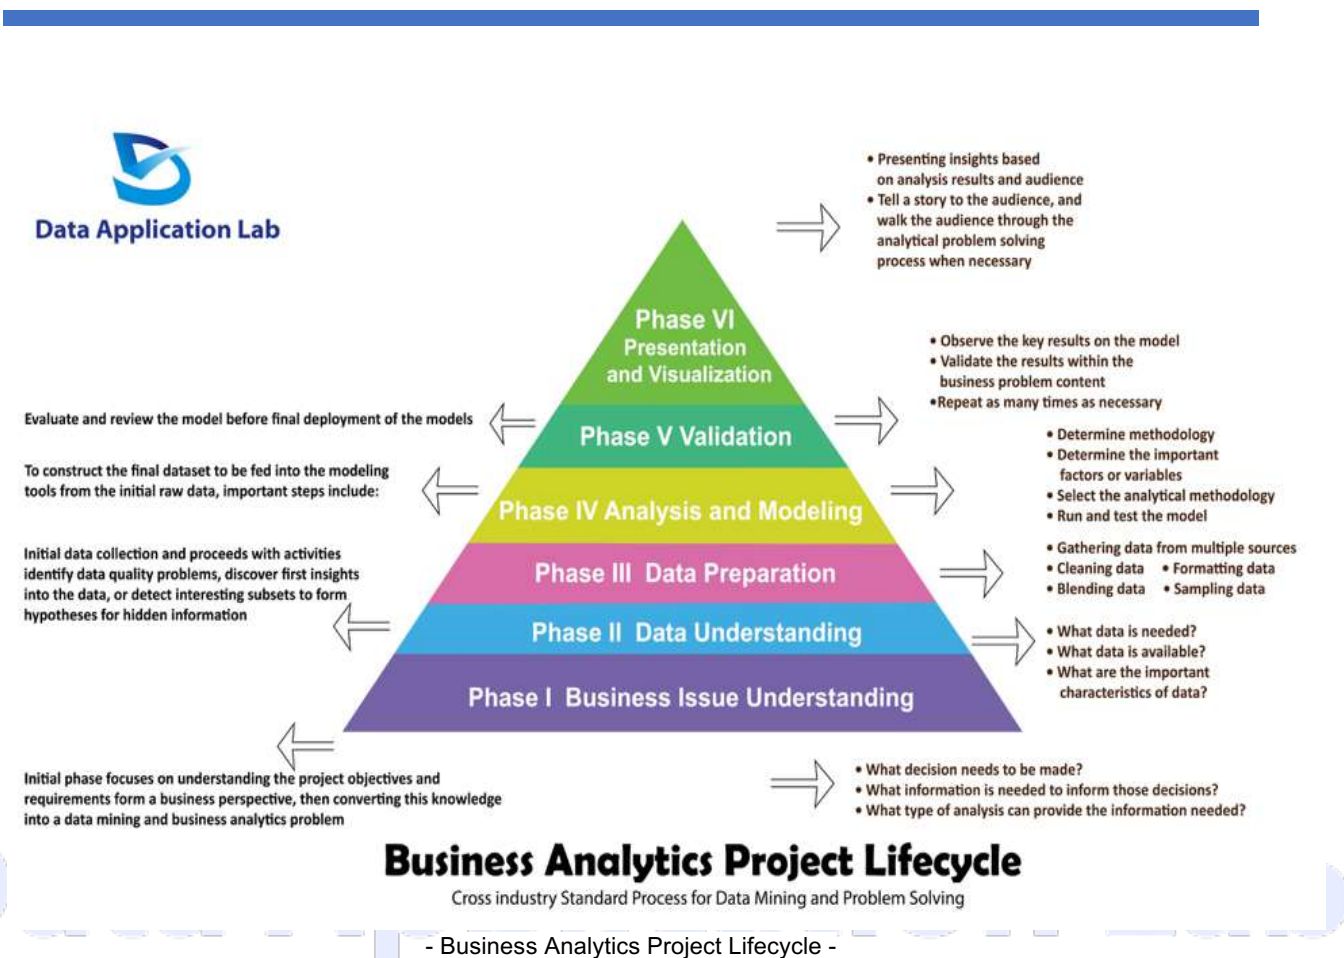 Data Application Lab
• Presenting insights based
on analysis results and audience
• Tell a story to the audience, and
walk the audience through the
analytical problem solving
process when necessary
Phase VI
Presentation
and Visualization
• Observe the key results on the model
• Validate the results within the
business problem content
•Repeat as many times as necessary
Evaluate and review the model before final deployment of the models
Phase V Validation
• Determine methodology
• Determine the important
factors or variables
• Select the analytical methodology
• Run and test the model
To construct the final dataset to be fed into the modeling
tools from the initial raw data, important steps include:
Phase IV Analysis and Modeling
Initial data collection and proceeds with activities
identify data quality problems, discover first insights
into the data, or detect interesting subsets to form
hypotheses for hidden information
Phase III Data Preparation
• Gathering data from multiple sources
• Cleaning data • Formatting data
• Blending data • Sampling data
Phase II Data Understanding
• What data is needed?
• What data is available?
• What are the important
characteristics of data?
Phase I Business Issue Understanding
Initial phase focuses on understanding the project objectives and
requirements form a business perspective, then converting this knowledge
into a data mining and business analytics problem
• What decision needs to be made?
• What information is needed to inform those decisions?
• What type of analysis can provide the information needed?
Business Analytics Project Lifecycle
Cross industry Standard Process for Data Mining and Problem Solving
- Business Analytics Project Lifecycle -